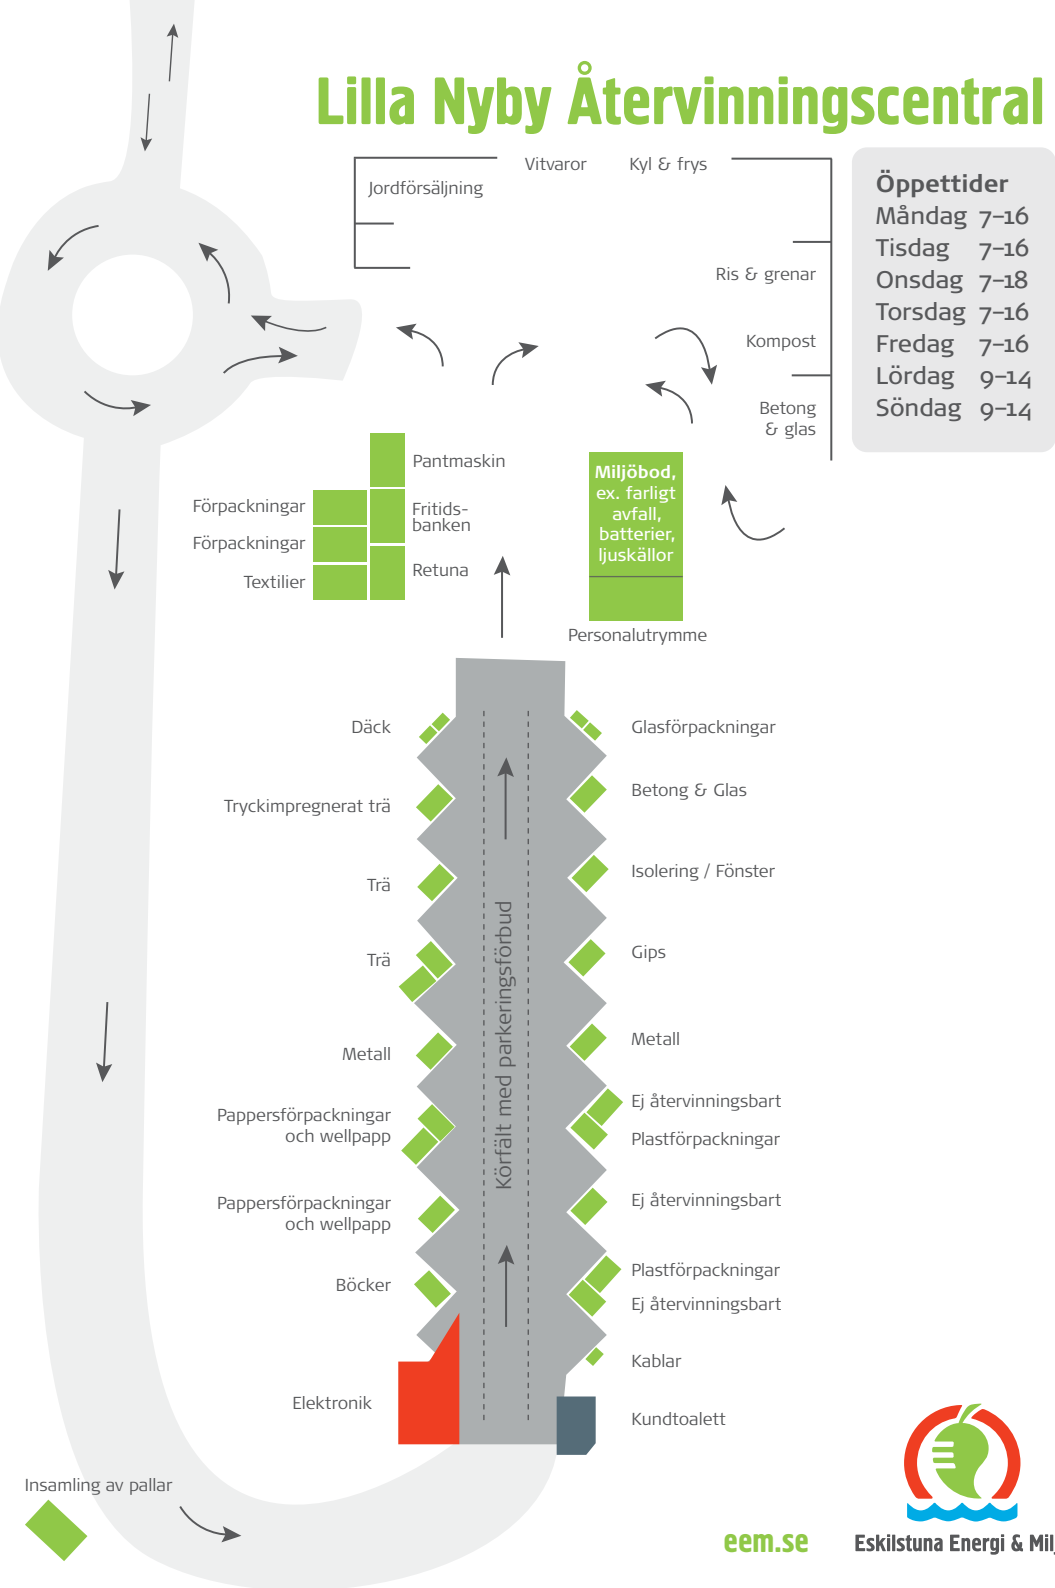 Lilla Nyby Återvinningscentral
Vitvaror
Kyl & frys
Jordförsäljning
Öppettider
Måndag 7–16
Tisdag 7–16
Onsdag 7–18
Torsdag 7–16
Fredag 7–16
Lördag 9–14
Söndag 9–14
Ris & grenar
Kompost
Betong
& glas
Pantmaskin
Förpackningar
Fritids-
banken
Förpackningar
Retuna
Textilier
Miljöbod,
ex. farligt
avfall,
batterier,
ljuskällor
Personalutrymme
Däck
Glasförpackningar
Tryckimpregnerat trä
Betong & Glas
Trä
Isolering / Fönster
Trä
Gips
Körfält med parkeringsförbud
Metall
Metall
Pappersförpackningar
och wellpapp
Ej återvinningsbart
Plastförpackningar
Pappersförpackningar
och wellpapp
Ej återvinningsbart
Böcker
Plastförpackningar
Ej återvinningsbart
Kablar
Elektronik
Kundtoalett
Insamling av pallar
eem.se
Eskilstuna Energi & Mil